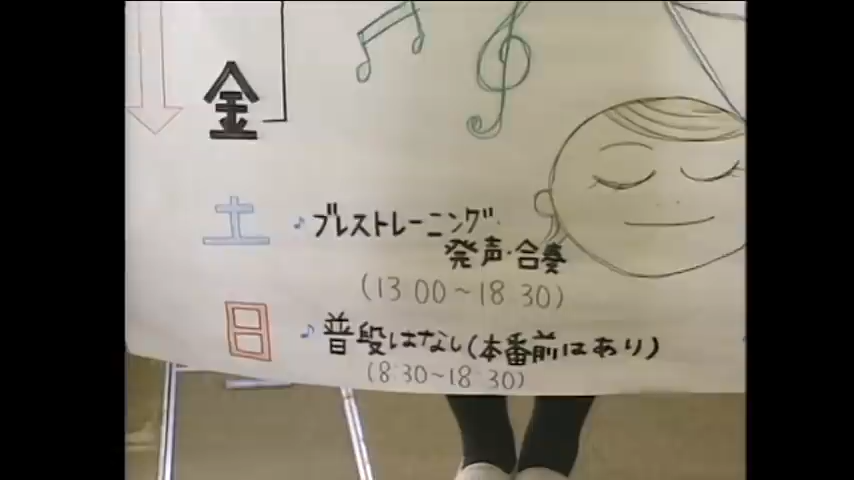 金
土 ♪ブレストレーニング・
発声・合奏
(13:00～18:30)
日 ♪普段はなし(本番前はあり)
(8:30～18:30)